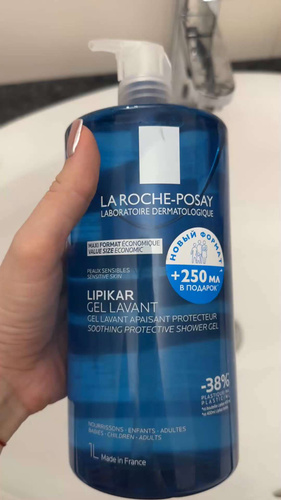 LA ROCHE-POSAY
LABORATOIRE DERMATOLOGIQUE
MAXI FORMAT ÉCONOMIQUE
VALUE SIZE ECONOMIC
НОВЫЙ ФОРМАТ
+250 МЛ
В ПОДАРОК
PEAUX SENSIBLES
SENSITIVE SKIN
LIPIKAR
GEL LAVANT
GEL LAVANT APAISANT PROTECTEUR
SOOTHING PROTECTIVE SHOWER GEL
-38%
PLASTIQUE
PLASTIC
NOURRISSONS - ENFANTS - ADULTES
BABIES - CHILDREN - ADULTS
1L Made in France